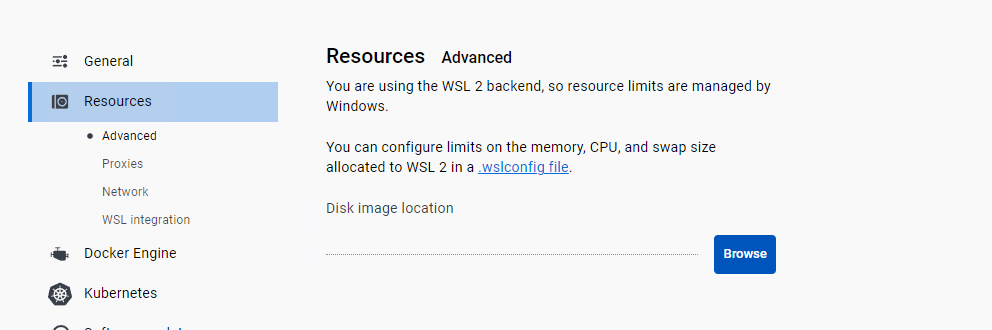 General
Resources
Advanced
Proxies
Network
WSL integration
Docker Engine
Kubernetes
Resources Advanced
You are using the WSL 2 backend, so resource limits are managed by
Windows.
You can configure limits on the memory, CPU, and swap size
allocated to WSL 2 in a .wslconfig file.
Disk image location
Browse